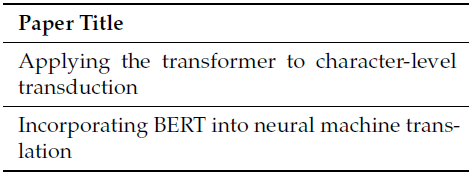 Paper Title
Applying the transformer to character-level
transduction
Incorporating BERT into neural machine trans-
lation